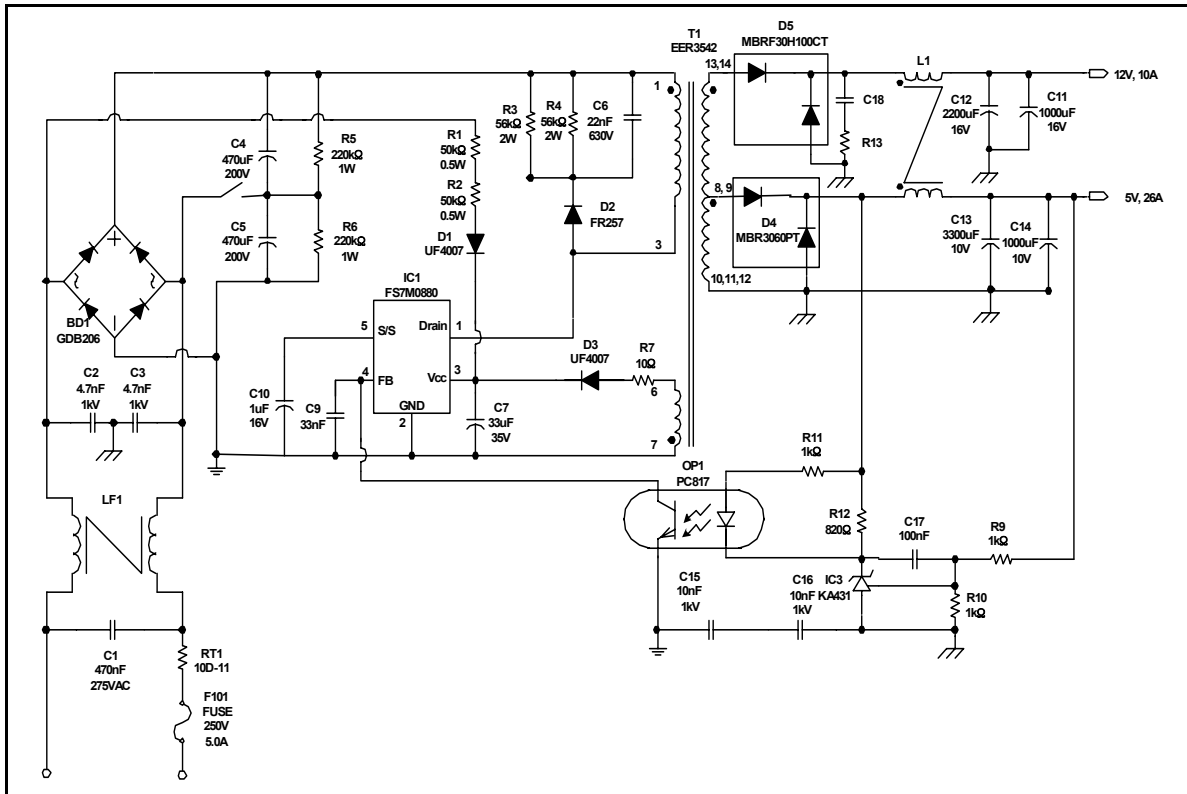 D5
MBRF30H100CT
T1
EER3542
13,14
L1
12V, 10A
1
C18
R13
C12
2200uF
16V
C11
1000uF
16V
R3
56kΩ
2W
R4
56kΩ
2W
C6
22nF
630V
R1
50kΩ
0.5W
R2
50kΩ
0.5W
C4
470uF
200V
R5
220kΩ
1W
C5
470uF
200V
R6
220kΩ
1W
D2
FR257
D1
UF4007
3
8, 9
D4
MBR3060PT
10,11,12
5V, 26A
C13
3300uF
10V
C14
1000uF
10V
BD1
GDB206
IC1
FS7M0880
5
S/S
Drain
1
4
FB
Vcc
3
GND
2
D3
UF4007
R7
10Ω
6
7
C2
4.7nF
1kV
C3
4.7nF
1kV
C10
1uF
16V
C9
33nF
C7
33uF
35V
LF1
OP1
PC817
R11
1kΩ
R12
820Ω
C17
100nF
R9
1kΩ
C15
10nF
1kV
C16
10nF
1kV
IC3
KA431
R10
1kΩ
C1
470nF
275VAC
RT1
10D-11
F101
FUSE
250V
5.0A